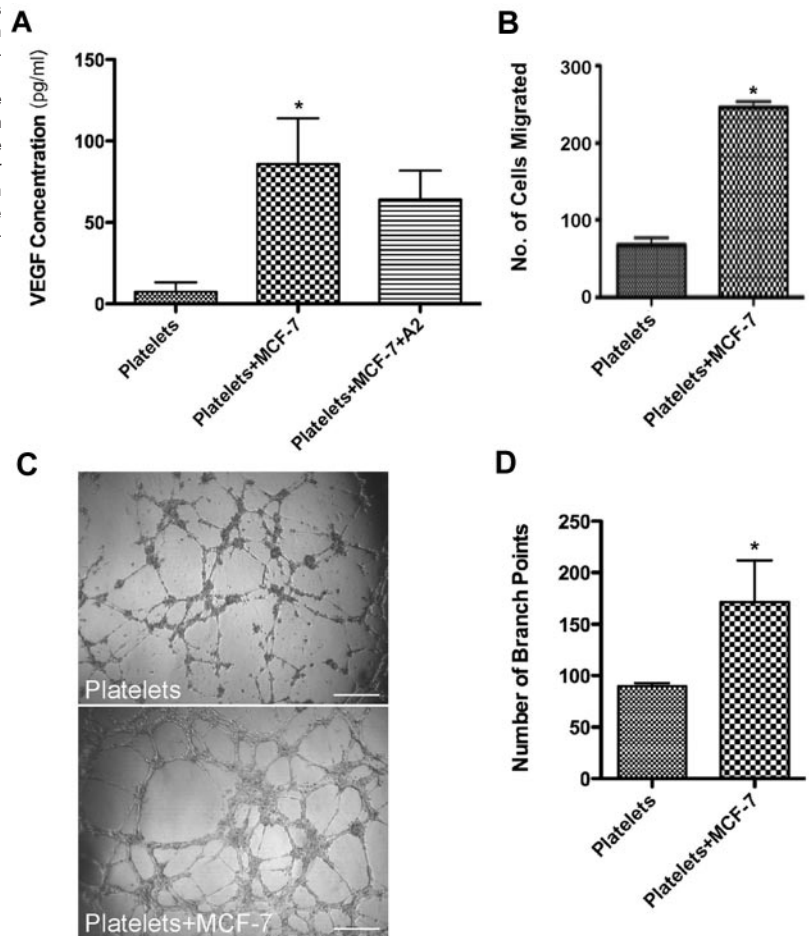 A
VEGF Concentration (pg/ml)
150
100
50
0
*
Platelets
Platelets+MCF-7
Platelets+MCF-7+A2
B
No. of Cells Migrated
300
200
100
0
*
Platelets
Platelets+MCF-7
C
Platelets
Platelets+MCF-7
D
Number of Branch Points
250
200
150
100
50
0
*
Platelets
Platelets+MCF-7